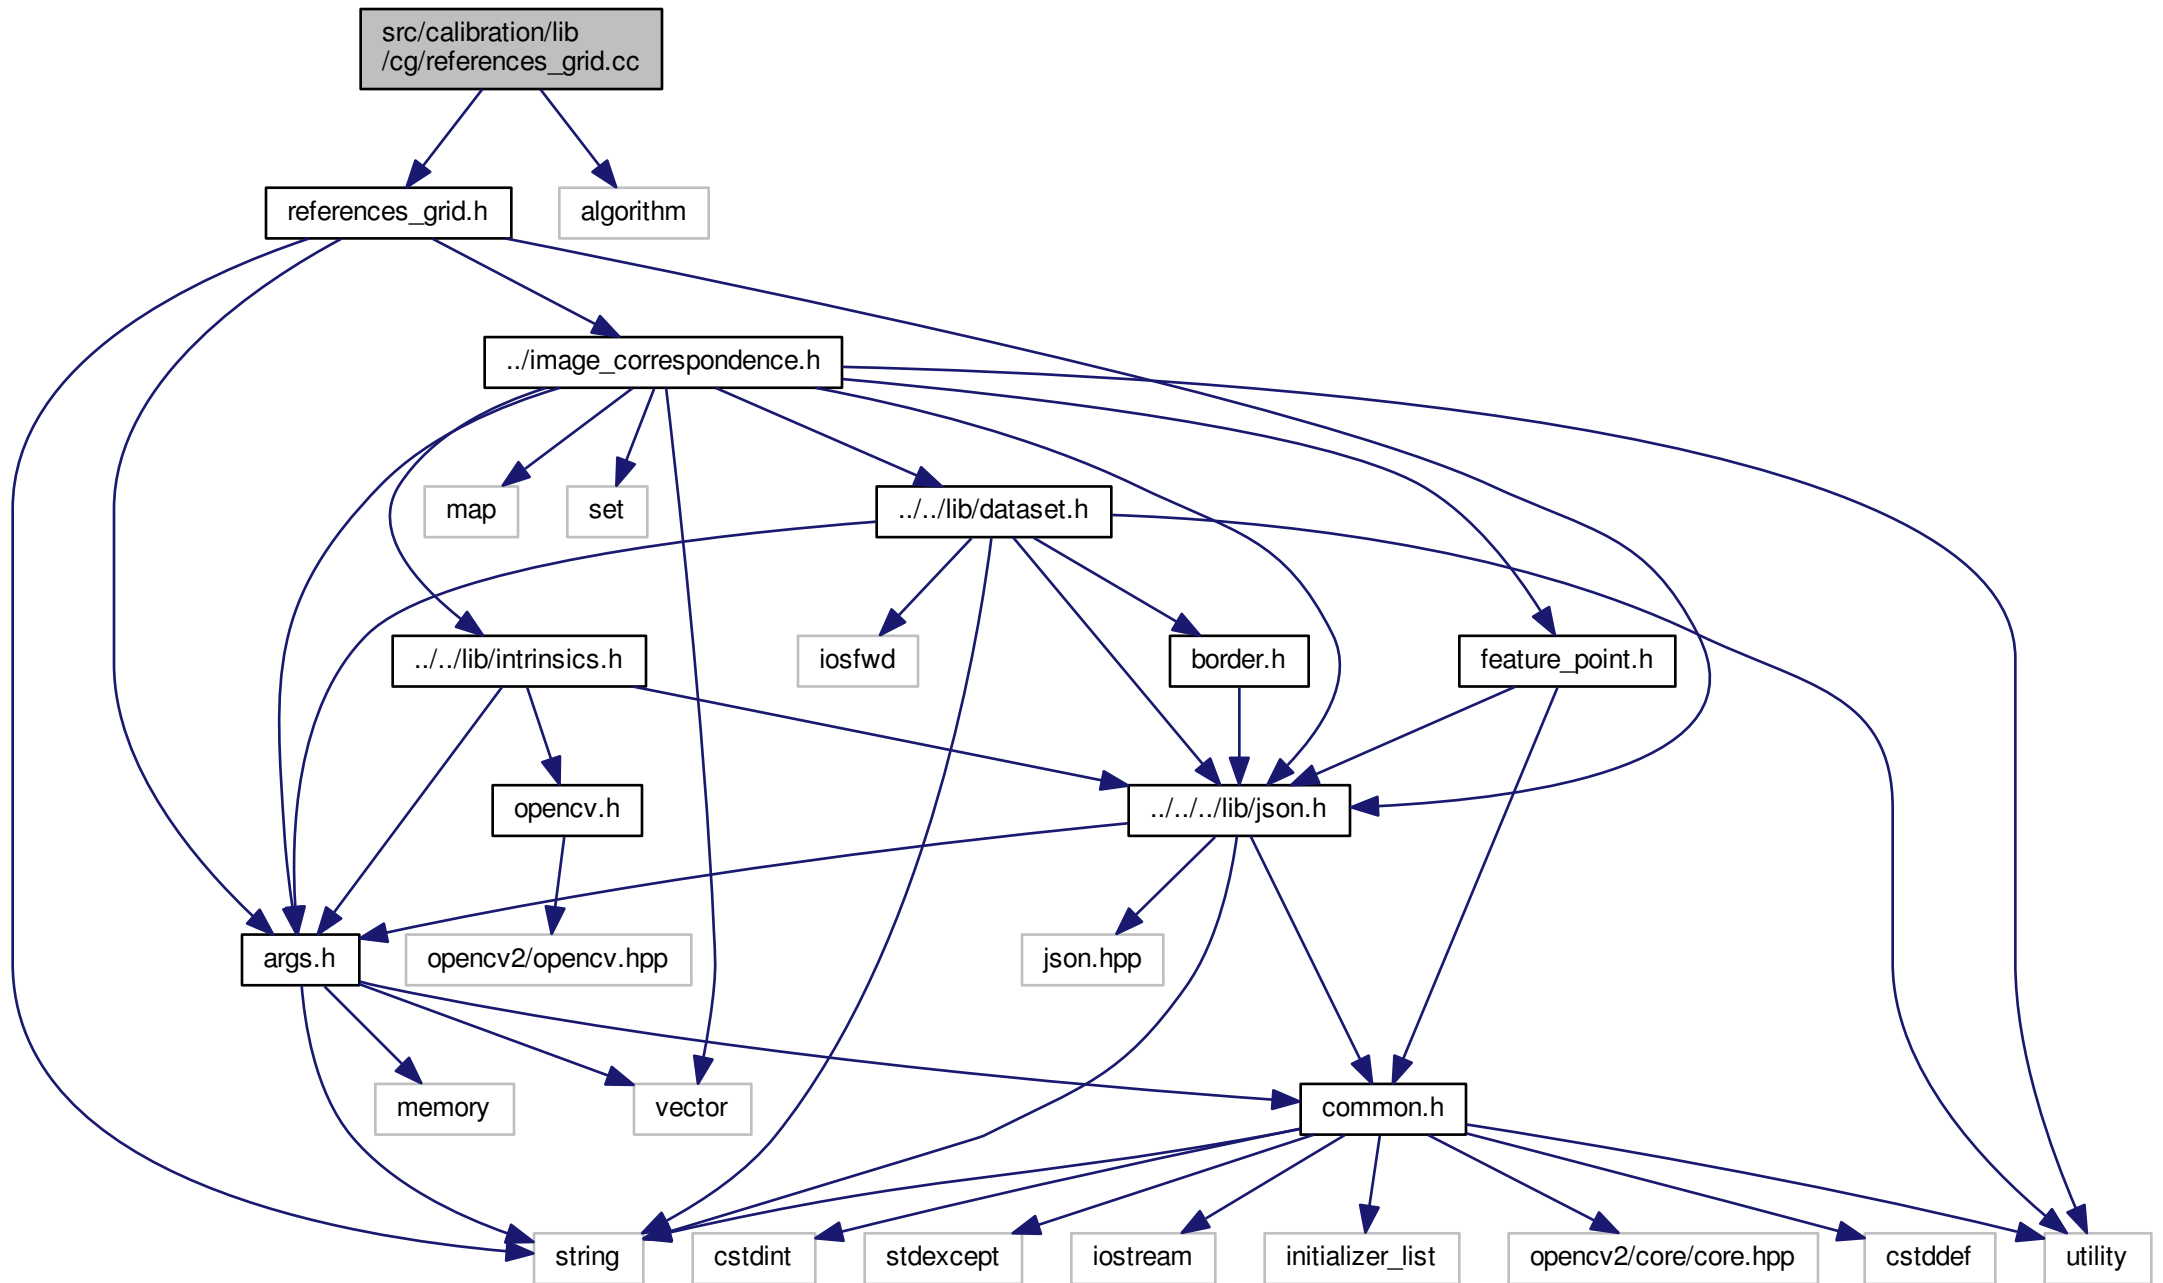 src/calibration/lib
/cg/references_grid.cc
references_grid.h
algorithm
../image_correspondence.h
map
set
../../lib/dataset.h
../../lib/intrinsics.h
iosfwd
border.h
feature_point.h
opencv.h
../../../lib/json.h
args.h
opencv2/opencv.hpp
json.hpp
memory
vector
common.h
string
cstdint
stdexcept
iostream
initializer_list
opencv2/core/core.hpp
cstddef
utility